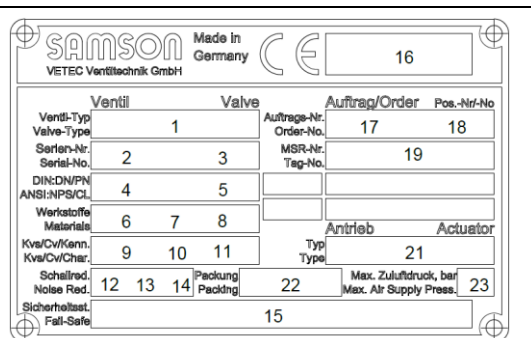 SAMSON Made in
VETEC Ventiltechnik GmbH Germany CE 16
Ventil Valve Auftrag/Order Pos.-Nr/-No
Ventil-Typ 1 Auftrags-Nr. 17 18
Valve-Type Order-No.
Serien-Nr. 2 3 MSR-Nr. 19
Serial-No. Tag-No.
DIN:DN/PN 4 5
ANSI:NPS/CL
Werkstoffe 6 7 8
Materials Antrieb Actuator
Kvs/Cv/Kenn. 9 10 11 Typ 21
Kvs/Cv/Char. Type
Schallred. 12 13 14 Packung 22 Max. Zuluftdruck, bar 23
Noise Red. Packing Max. Air Supply Press.
Sicherheitsst. 15
Fail-Safe